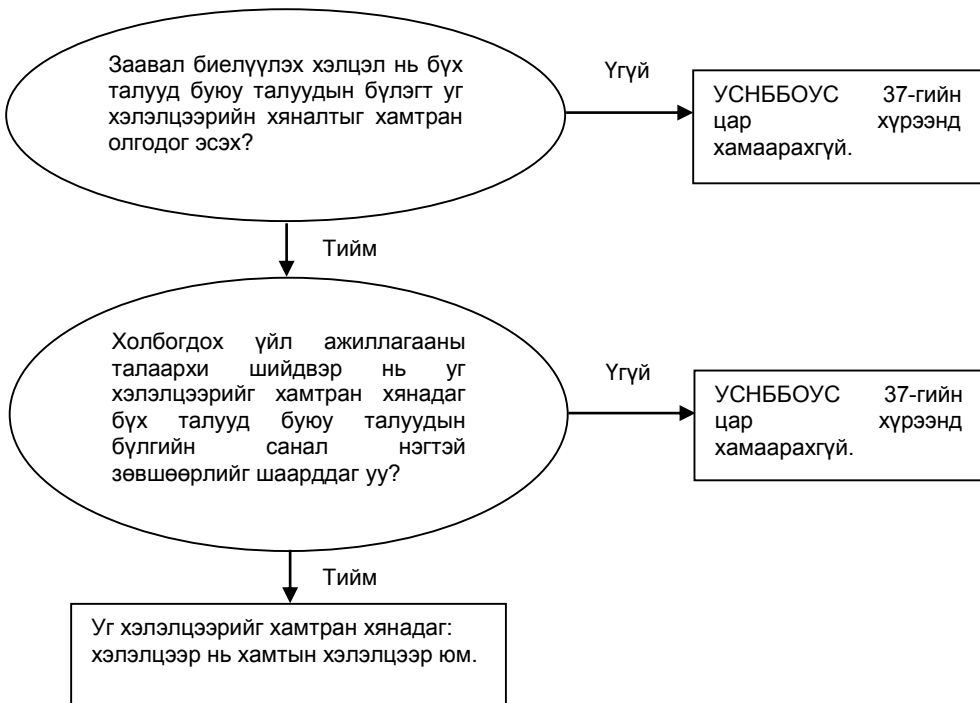 Заавал биелүүлэх хэлцэл нь бүх
талууд буюу талуудын бүлэгт уг
хэлэлцээрийн хяналтыг хамтран
олгодог эсэх?
Үгүй
УСНББОУС 37-гийн
цар хүрээнд
хамаарахгүй.
Тийм
Холбогдох үйл ажиллагааны
талаархи шийдвэр нь уг
хэлэлцээрийг хамтран хянадаг
бүх талууд буюу талуудын
бүлгийн санал нэгтэй
зөвшөөрлийг шаарддаг уу?
Үгүй
УСНББОУС 37-гийн
цар хүрээнд
хамаарахгүй.
Тийм
Уг хэлэлцээрийг хамтран хянадаг:
хэлэлцээр нь хамтын хэлэлцээр юм.